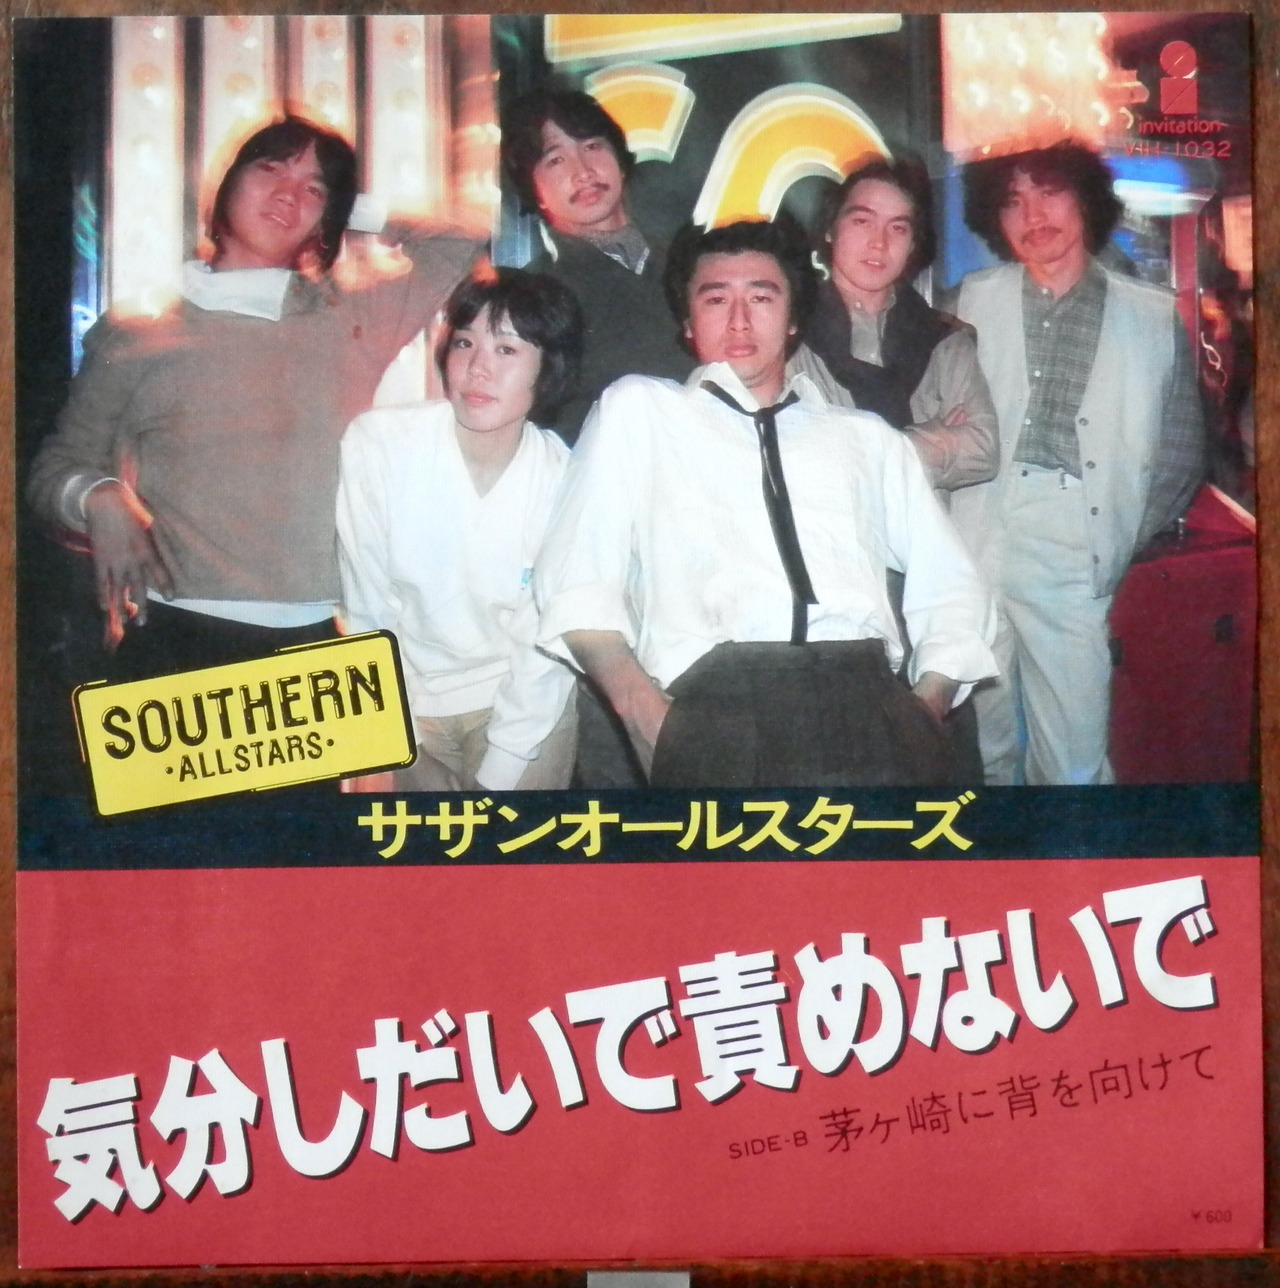 invitation
VIH-1032
SOUTHERN
・ALLSTARS・
サザンオールスターズ
気分しだいで責めないで
SIDE-B 茅ヶ崎に背を向けて
¥600